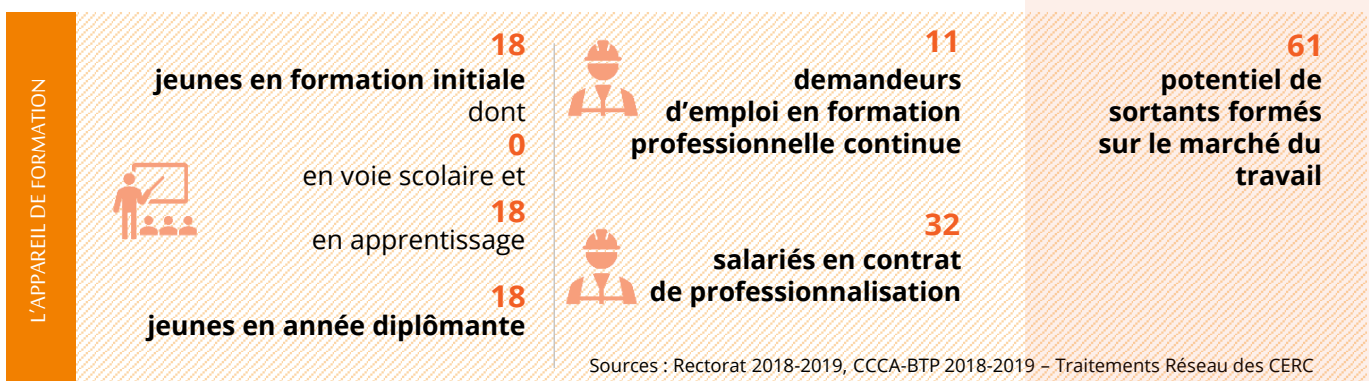 L'APPAREIL DE FORMATION
18
jeunes en formation initiale
dont
0
en voie scolaire et
18
en apprentissage
18
jeunes en année diplômante
11
demandeurs
d'emploi en formation
professionnelle continue
32
salariés en contrat
de professionnalisation
61
potentiel de
sortants formés
sur le marché du
travail
Sources : Rectorat 2018-2019, CCCA-BTP 2018-2019 – Traitements Réseau des CERC